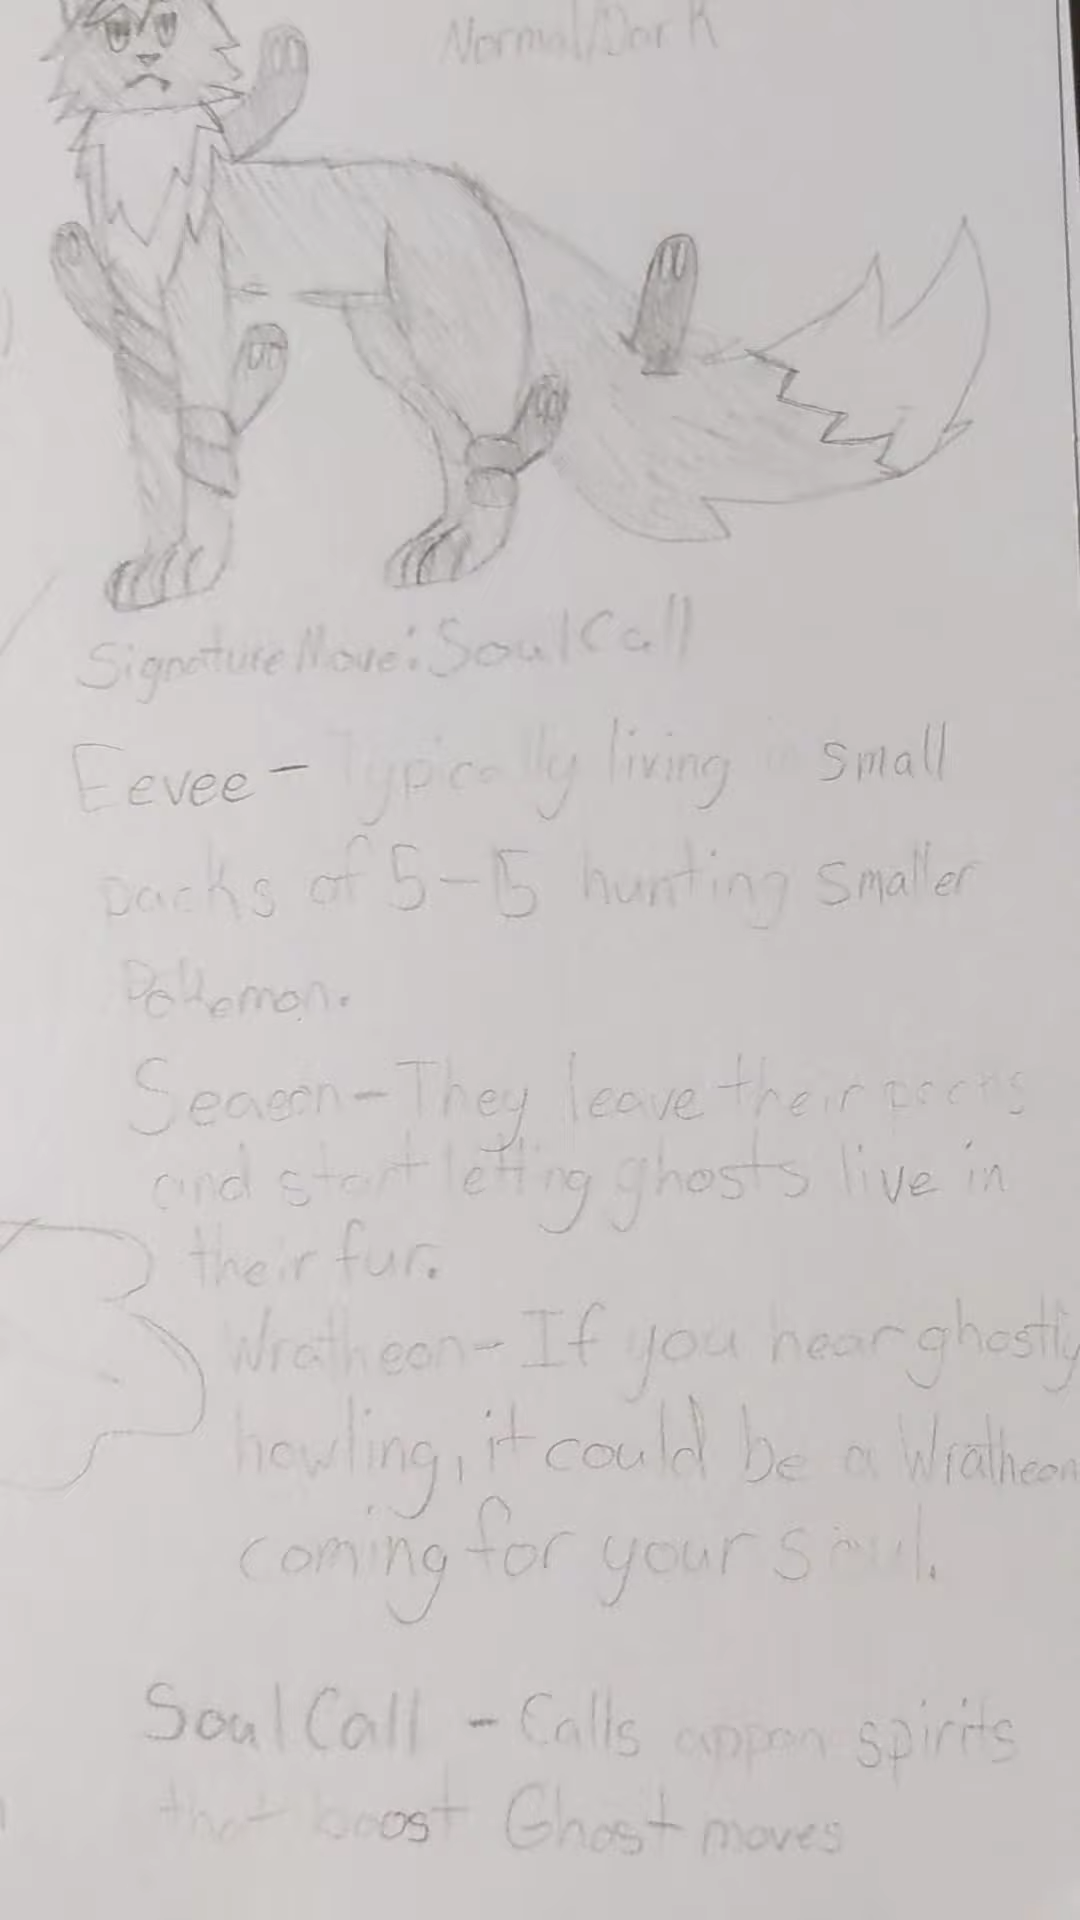 Normal/Dark
Signature Move: Soul Call
Eevee - Typically living in small
packs of 5-15 hunting smaller
Pokemon.
They leave their packs
and start letting ghosts live in
their fur.
Wratheon - If you hear ghostly
howling, it could be a Wratheon
coming for your soul.
Soul Call - Calls appon spirits
that boost Ghost moves